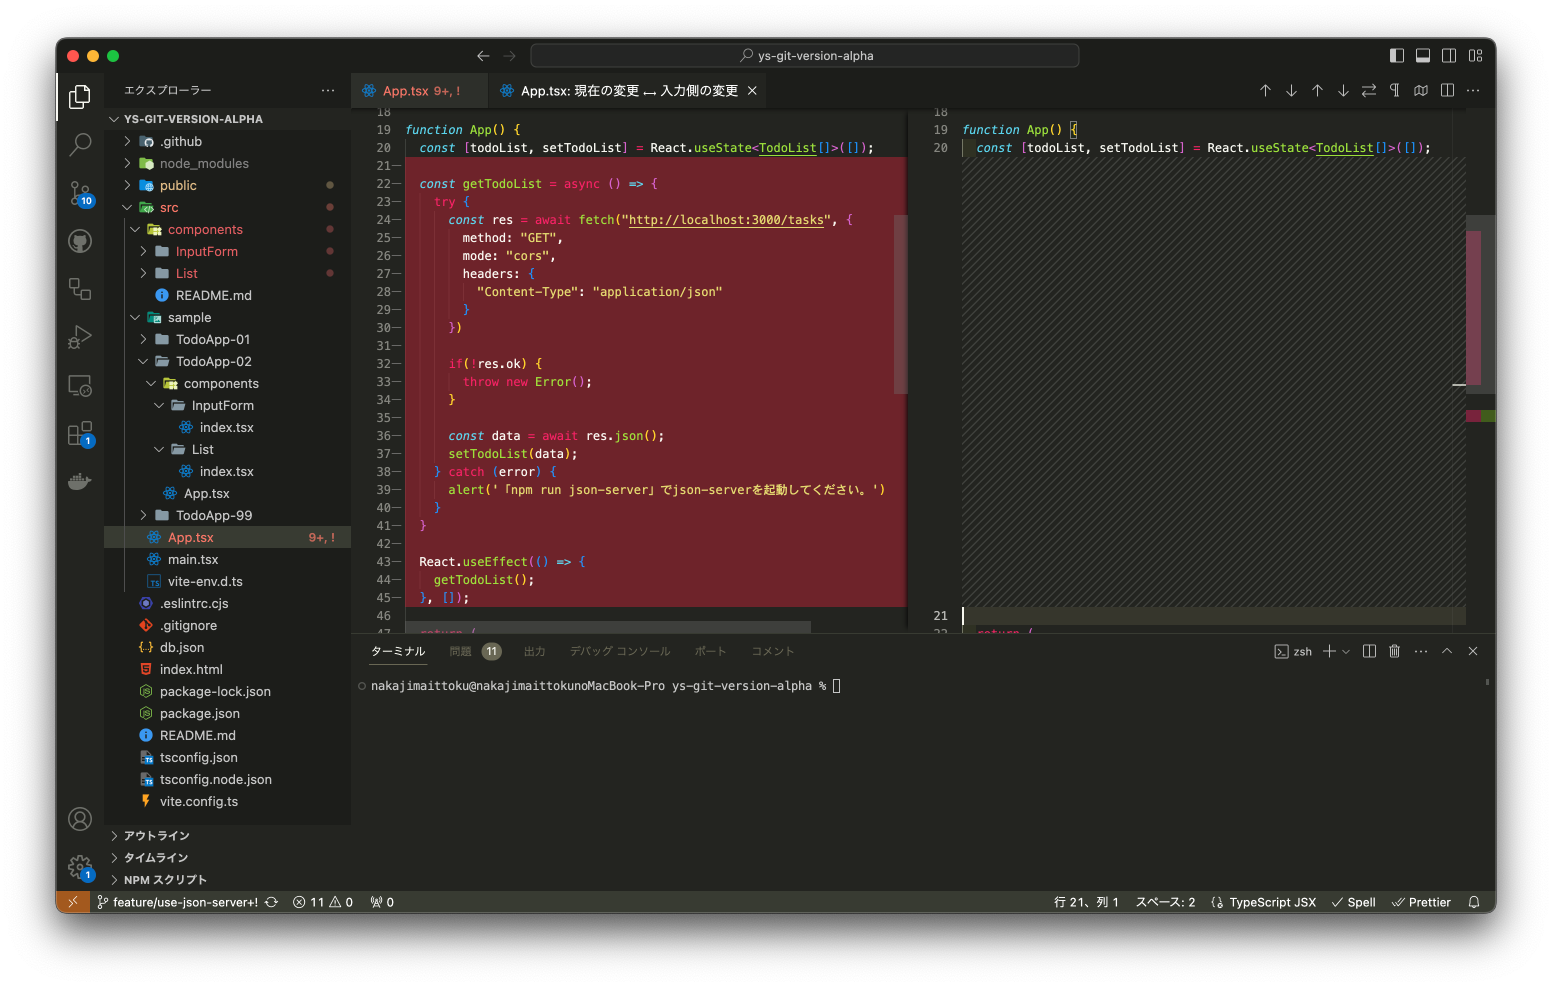 ys-git-version-alpha
エクスプローラー
App.tsx 9+, !
App.tsx: 現在の変更 ↔ 入力側の変更
YS-GIT-VERSION-ALPHA
.github
node_modules
public
src
components
InputForm
List
README.md
sample
TodoApp-01
TodoApp-02
components
InputForm
index.tsx
List
index.tsx
App.tsx
TodoApp-99
App.tsx 9+, !
main.tsx
vite-env.d.ts
.eslintrc.cjs
.gitignore
db.json
index.html
package-lock.json
package.json
README.md
tsconfig.json
tsconfig.node.json
vite.config.ts
アウトライン
タイムライン
NPM スクリプト
10
1
1
18
19 function App() {
20 const [todoList, setTodoList] = React.useState<TodoList[]>([]);
21−
22− const getTodoList = async () => {
23− try {
24− const res = await fetch("http://localhost:3000/tasks", {
25− method: "GET",
26− mode: "cors",
27− headers: {
28− "Content-Type": "application/json"
29− }
30− })
31−
32− if(!res.ok) {
33− throw new Error();
34− }
35−
36− const data = await res.json();
37− setTodoList(data);
38− } catch (error) {
39− alert('「npm run json-server」でjson-serverを起動してください。')
40− }
41− }
42−
43− React.useEffect(() => {
44− getTodoList();
45− }, []);
46
47 return (
18
19 function App() {
20 const [todoList, setTodoList] = React.useState<TodoList[]>([]);
21
22 return (
ターミナル 問題 11 出力 デバッグ コンソール ポート コメント
zsh
nakajimaittoku@nakajimaittokunoMacBook-Pro ys-git-version-alpha %
feature/use-json-server+! 11 0 0
行 21、列 1 スペース: 2 TypeScript JSX Spell Prettier